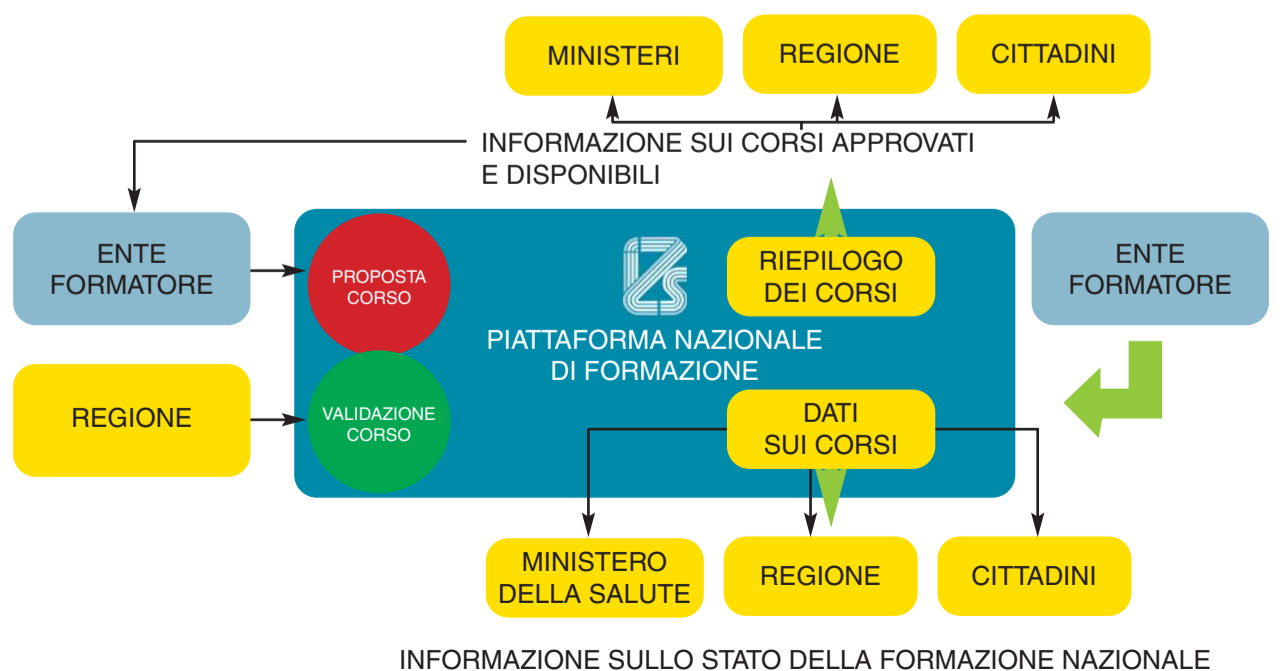 MINISTERI
REGIONE
CITTADINI
INFORMAZIONE SUI CORSI APPROVATI
E DISPONIBILI
ENTE
FORMATORE
PROPOSTA
CORSO
IZs
RIEPILOGO
DEI CORSI
ENTE
FORMATORE
PIATTAFORMA NAZIONALE
DI FORMAZIONE
REGIONE
VALIDAZIONE
CORSO
DATI
SUI CORSI
MINISTERO
DELLA SALUTE
REGIONE
CITTADINI
INFORMAZIONE SULLO STATO DELLA FORMAZIONE NAZIONALE